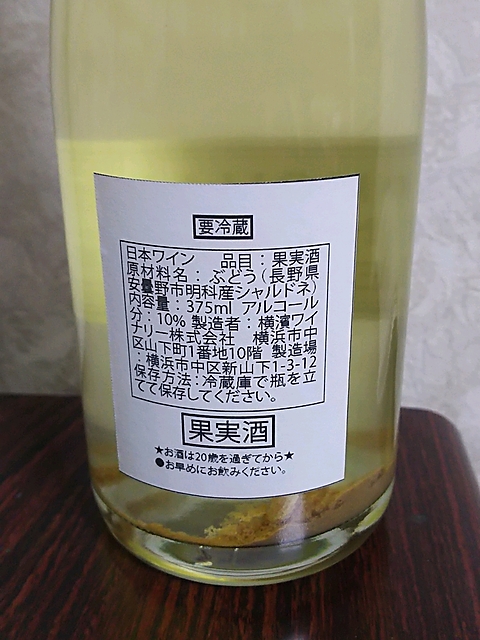 要冷蔵
日本ワイン 品目：果実酒
原材料名：ぶどう（長野県
安曇野市明科産シャルドネ）
内容量：375ml アルコール
分：10% 製造者：横濱ワイ
ナリー株式会社 横浜市中
区山下町1番地10階 製造場
：横浜市中区新山下1-3-12
保存方法：冷蔵庫で瓶を立
てて保存してください。
果実酒
★お酒は20歳を過ぎてから★
●お早めにお飲みください。